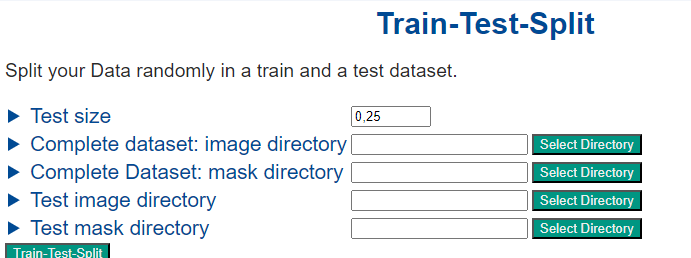 Train-Test-Split
Split your Data randomly in a train and a test dataset.
Test size 0,25
Complete dataset: image directory Select Directory
Complete Dataset: mask directory Select Directory
Test image directory Select Directory
Test mask directory Select Directory
Train-Test-Split